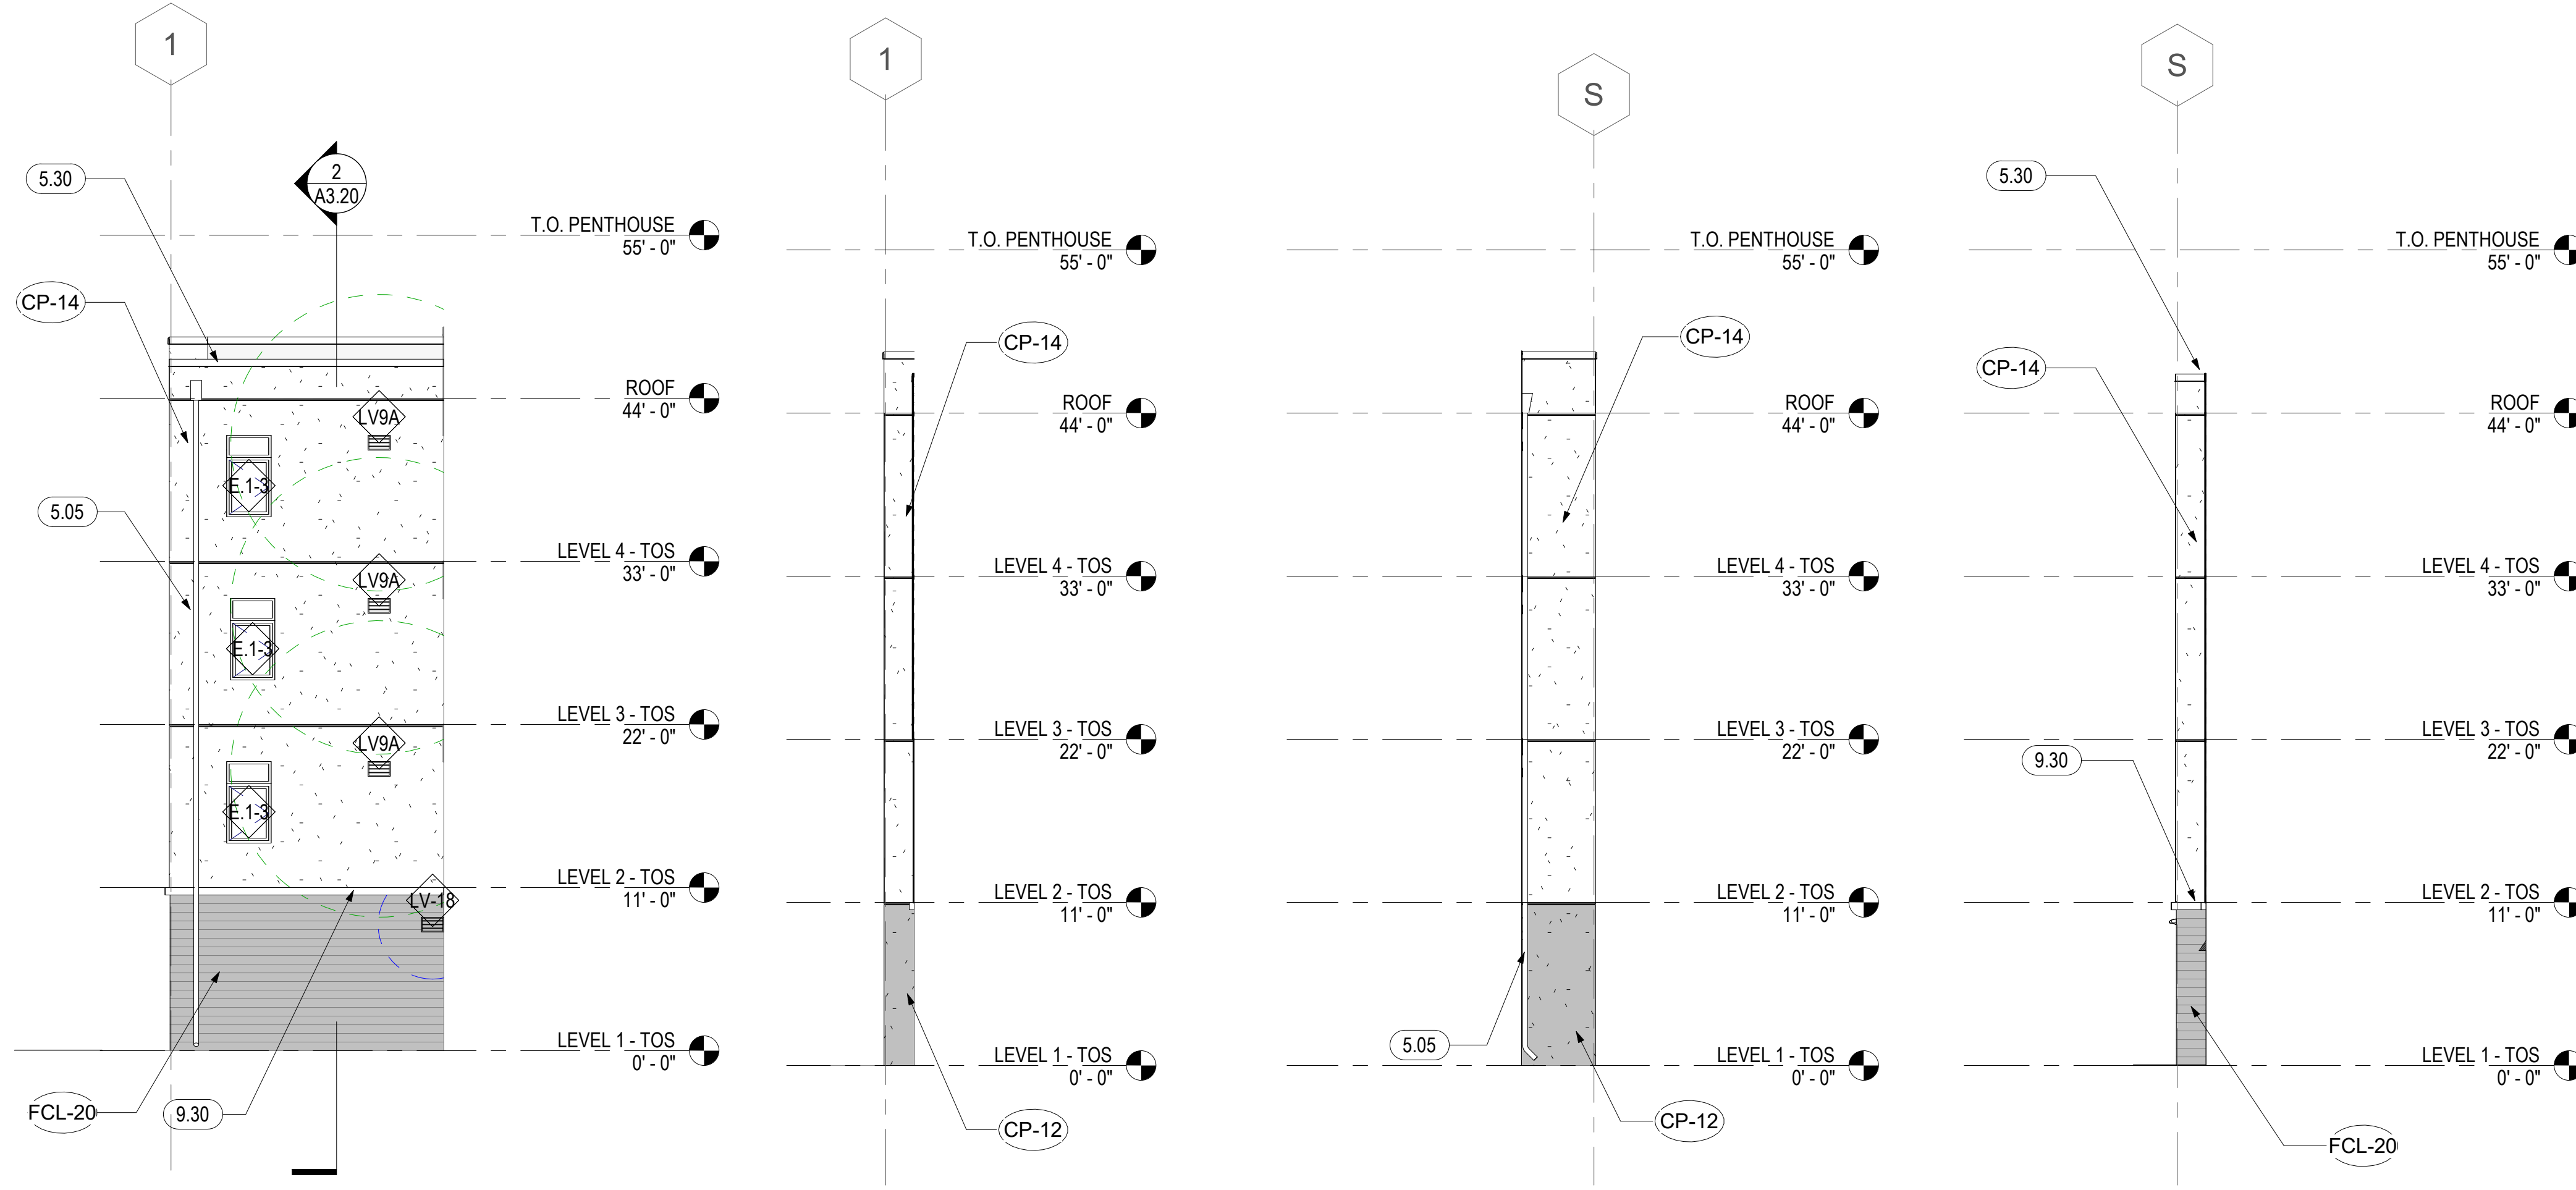 1
5.30
2
A3.20
T.O. PENTHOUSE
55' - 0"
CP-14
ROOF
44' - 0"
LV9A
E.1-3
5.05
LEVEL 4 - TOS
33' - 0"
LV9A
E.1-3
LEVEL 3 - TOS
22' - 0"
LV9A
E.1-3
LEVEL 2 - TOS
11' - 0"
LV-18
LEVEL 1 - TOS
0' - 0"
FCL-20
9.30
1
T.O. PENTHOUSE
55' - 0"
CP-14
ROOF
44' - 0"
LEVEL 4 - TOS
33' - 0"
LEVEL 3 - TOS
22' - 0"
LEVEL 2 - TOS
11' - 0"
LEVEL 1 - TOS
0' - 0"
CP-12
S
T.O. PENTHOUSE
55' - 0"
CP-14
ROOF
44' - 0"
LEVEL 4 - TOS
33' - 0"
LEVEL 3 - TOS
22' - 0"
LEVEL 2 - TOS
11' - 0"
5.05
LEVEL 1 - TOS
0' - 0"
CP-12
S
5.30
T.O. PENTHOUSE
55' - 0"
CP-14
ROOF
44' - 0"
LEVEL 4 - TOS
33' - 0"
LEVEL 3 - TOS
22' - 0"
9.30
LEVEL 2 - TOS
11' - 0"
LEVEL 1 - TOS
0' - 0"
FCL-20